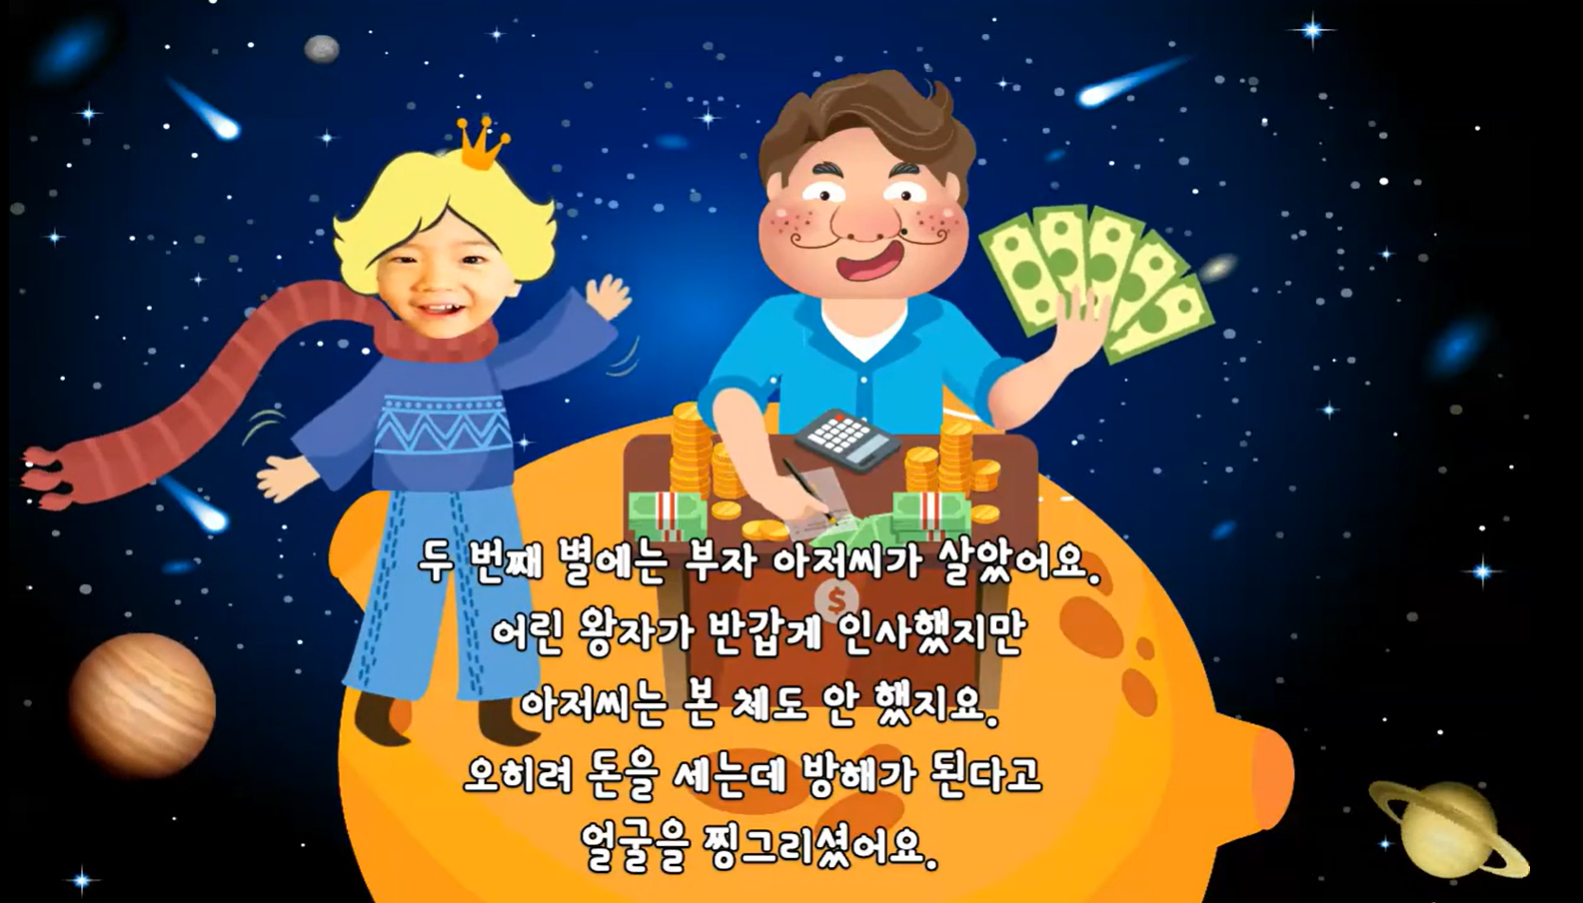 두 번째 별에는 부자 아저씨가 살았어요.
어린 왕자가 반갑게 인사했지만
아저씨는 본 체도 안 했지요.
오히려 돈을 세는데 방해가 된다고
얼굴을 찡그리셨어요.
$